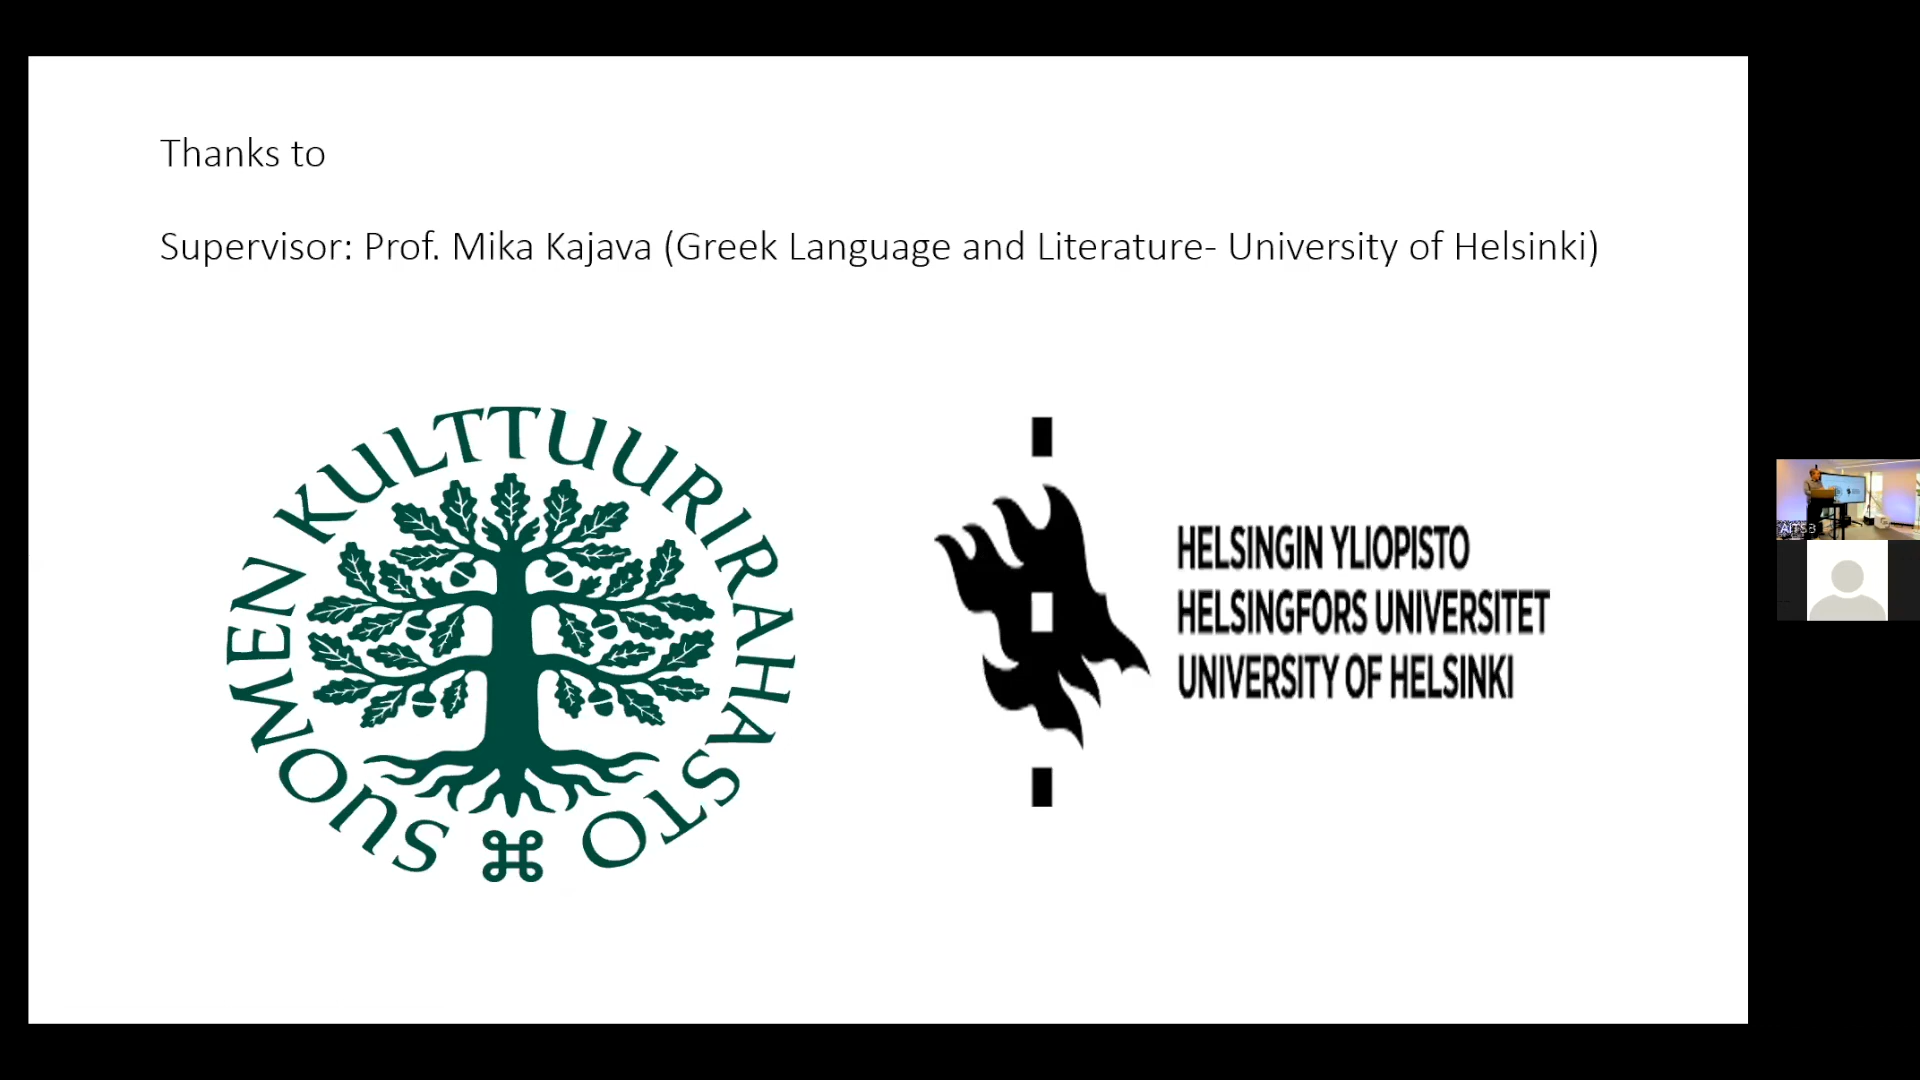 Thanks to
Supervisor: Prof. Mika Kajava (Greek Language and Literature- University of Helsinki)
SUOMEN KULTTUURIRAHASTO
HELSINGIN YLIOPISTO
HELSINGFORS UNIVERSITET
UNIVERSITY OF HELSINKI